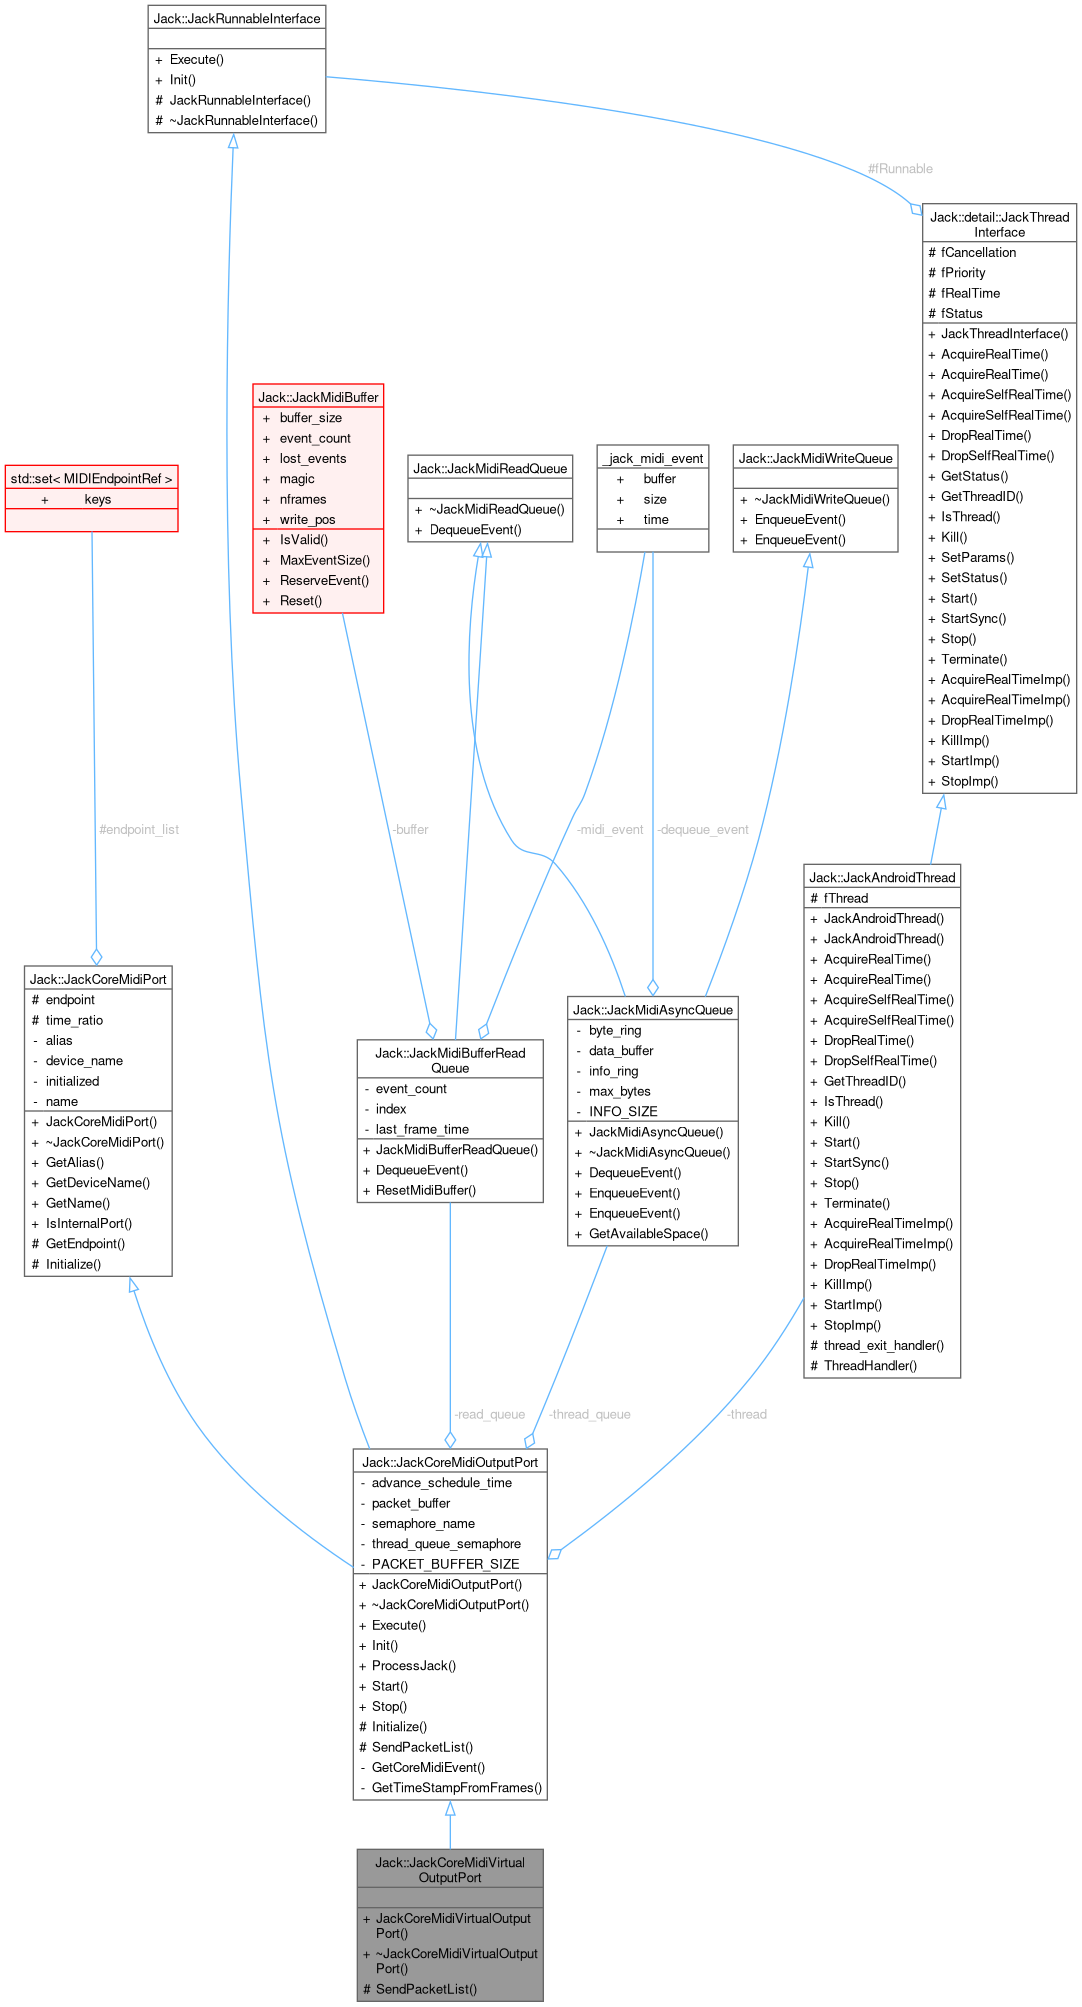 Jack::JackRunnableInterface
+ Execute()
+ Init()
# JackRunnableInterface()
# ~JackRunnableInterface()
#fRunnable
Jack::detail::JackThread
Interface
# fCancellation
# fPriority
# fRealTime
# fStatus
+ JackThreadInterface()
+ AcquireRealTime()
+ AcquireRealTime()
+ AcquireSelfRealTime()
+ AcquireSelfRealTime()
+ DropRealTime()
+ DropSelfRealTime()
+ GetStatus()
+ GetThreadID()
+ IsThread()
+ Kill()
+ SetParams()
+ SetStatus()
+ Start()
+ StartSync()
+ Stop()
+ Terminate()
+ AcquireRealTimeImp()
+ AcquireRealTimeImp()
+ DropRealTimeImp()
+ KillImp()
+ StartImp()
+ StopImp()
Jack::JackMidiBuffer
+ buffer_size
+ event_count
+ lost_events
+ magic
+ nframes
+ write_pos
+ IsValid()
+ MaxEventSize()
+ ReserveEvent()
+ Reset()
Jack::JackMidiReadQueue
+ ~JackMidiReadQueue()
+ DequeueEvent()
_jack_midi_event
+ buffer
+ size
+ time
Jack::JackMidiWriteQueue
+ ~JackMidiWriteQueue()
+ EnqueueEvent()
+ EnqueueEvent()
std::set< MIDIEndpointRef >
+ keys
#endpoint_list
-buffer
-midi_event
-dequeue_event
Jack::JackAndroidThread
# fThread
+ JackAndroidThread()
+ JackAndroidThread()
+ AcquireRealTime()
+ AcquireRealTime()
+ AcquireSelfRealTime()
+ AcquireSelfRealTime()
+ DropRealTime()
+ DropSelfRealTime()
+ GetThreadID()
+ IsThread()
+ Kill()
+ Start()
+ StartSync()
+ Stop()
+ Terminate()
+ AcquireRealTimeImp()
+ AcquireRealTimeImp()
+ DropRealTimeImp()
+ KillImp()
+ StartImp()
+ StopImp()
# thread_exit_handler()
# ThreadHandler()
Jack::JackCoreMidiPort
# endpoint
# time_ratio
- alias
- device_name
- initialized
- name
+ JackCoreMidiPort()
+ ~JackCoreMidiPort()
+ GetAlias()
+ GetDeviceName()
+ GetName()
+ IsInternalPort()
# GetEndpoint()
# Initialize()
Jack::JackMidiBufferRead
Queue
- event_count
- index
- last_frame_time
+ JackMidiBufferReadQueue()
+ DequeueEvent()
+ ResetMidiBuffer()
Jack::JackMidiAsyncQueue
- byte_ring
- data_buffer
- info_ring
- max_bytes
- INFO_SIZE
+ JackMidiAsyncQueue()
+ ~JackMidiAsyncQueue()
+ DequeueEvent()
+ EnqueueEvent()
+ EnqueueEvent()
+ GetAvailableSpace()
-read_queue
-thread_queue
-thread
Jack::JackCoreMidiOutputPort
- advance_schedule_time
- packet_buffer
- semaphore_name
- thread_queue_semaphore
- PACKET_BUFFER_SIZE
+ JackCoreMidiOutputPort()
+ ~JackCoreMidiOutputPort()
+ Execute()
+ Init()
+ ProcessJack()
+ Start()
+ Stop()
# Initialize()
# SendPacketList()
- GetCoreMidiEvent()
- GetTimeStampFromFrames()
Jack::JackCoreMidiVirtual
OutputPort
+ JackCoreMidiVirtualOutput
Port()
+ ~JackCoreMidiVirtualOutput
Port()
# SendPacketList()